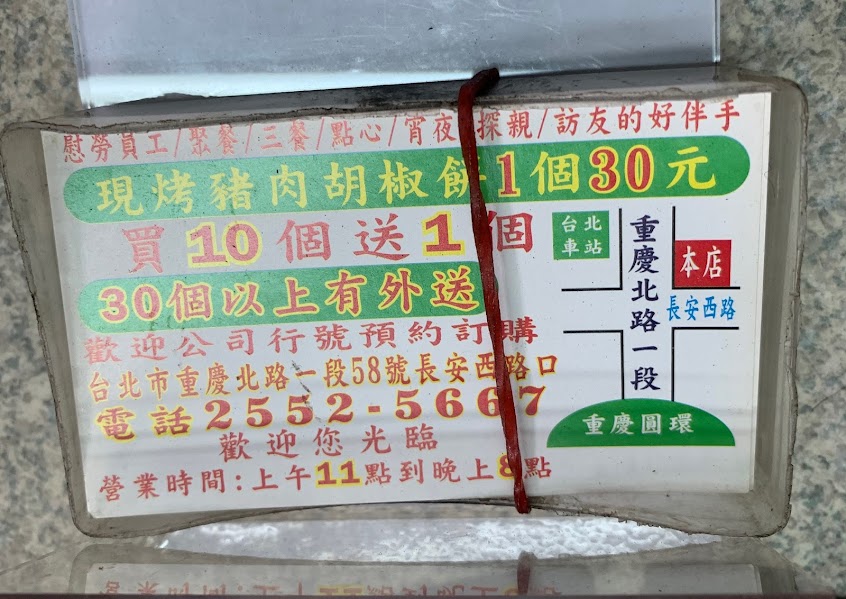 慰勞員工/聚餐/三餐/點心/宵夜/探親/訪友的好伴手
現烤豬肉胡椒餅1個30元
買10個送1個
30個以上有外送
歡迎公司行號預約訂購
台北市重慶北路一段58號長安西路口
電話2552-5667
歡迎您光臨
營業時間:上午11點到晚上8點
台北
車站
重慶北路一段
本店
長安西路
重慶圓環